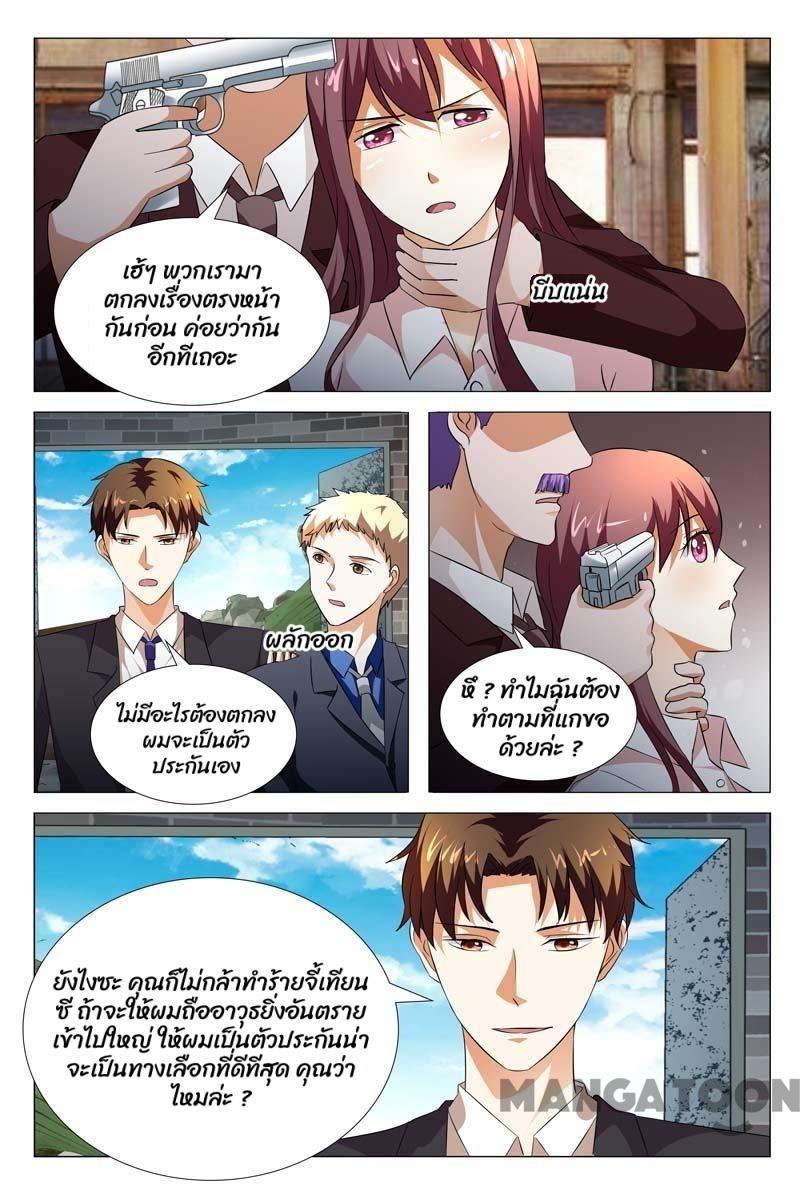 เฮ้ๆ พวกเรามา
ตกลงเรื่องตรงหน้า
กันก่อน ค่อยว่ากัน
อีกทีเถอะ
บีบแน่น
ผลักออก
ไม่มีอะไรต้องตกลง
ผมจะเป็นตัว
ประกันเอง
หึ ? ทำไมฉันต้อง
ทำตามที่แกขอ
ด้วยล่ะ ?
ยังไงซะ คุณก็ไม่กล้าทำร้ายจี้เทียน
ซี ถ้าจะให้ผมถืออาวุธยิ่งอันตราย
เข้าไปใหญ่ ให้ผมเป็นตัวประกันน่า
จะเป็นทางเลือกที่ดีทีสุด คุณว่า
ไหมล่ะ ?
MANGATOON